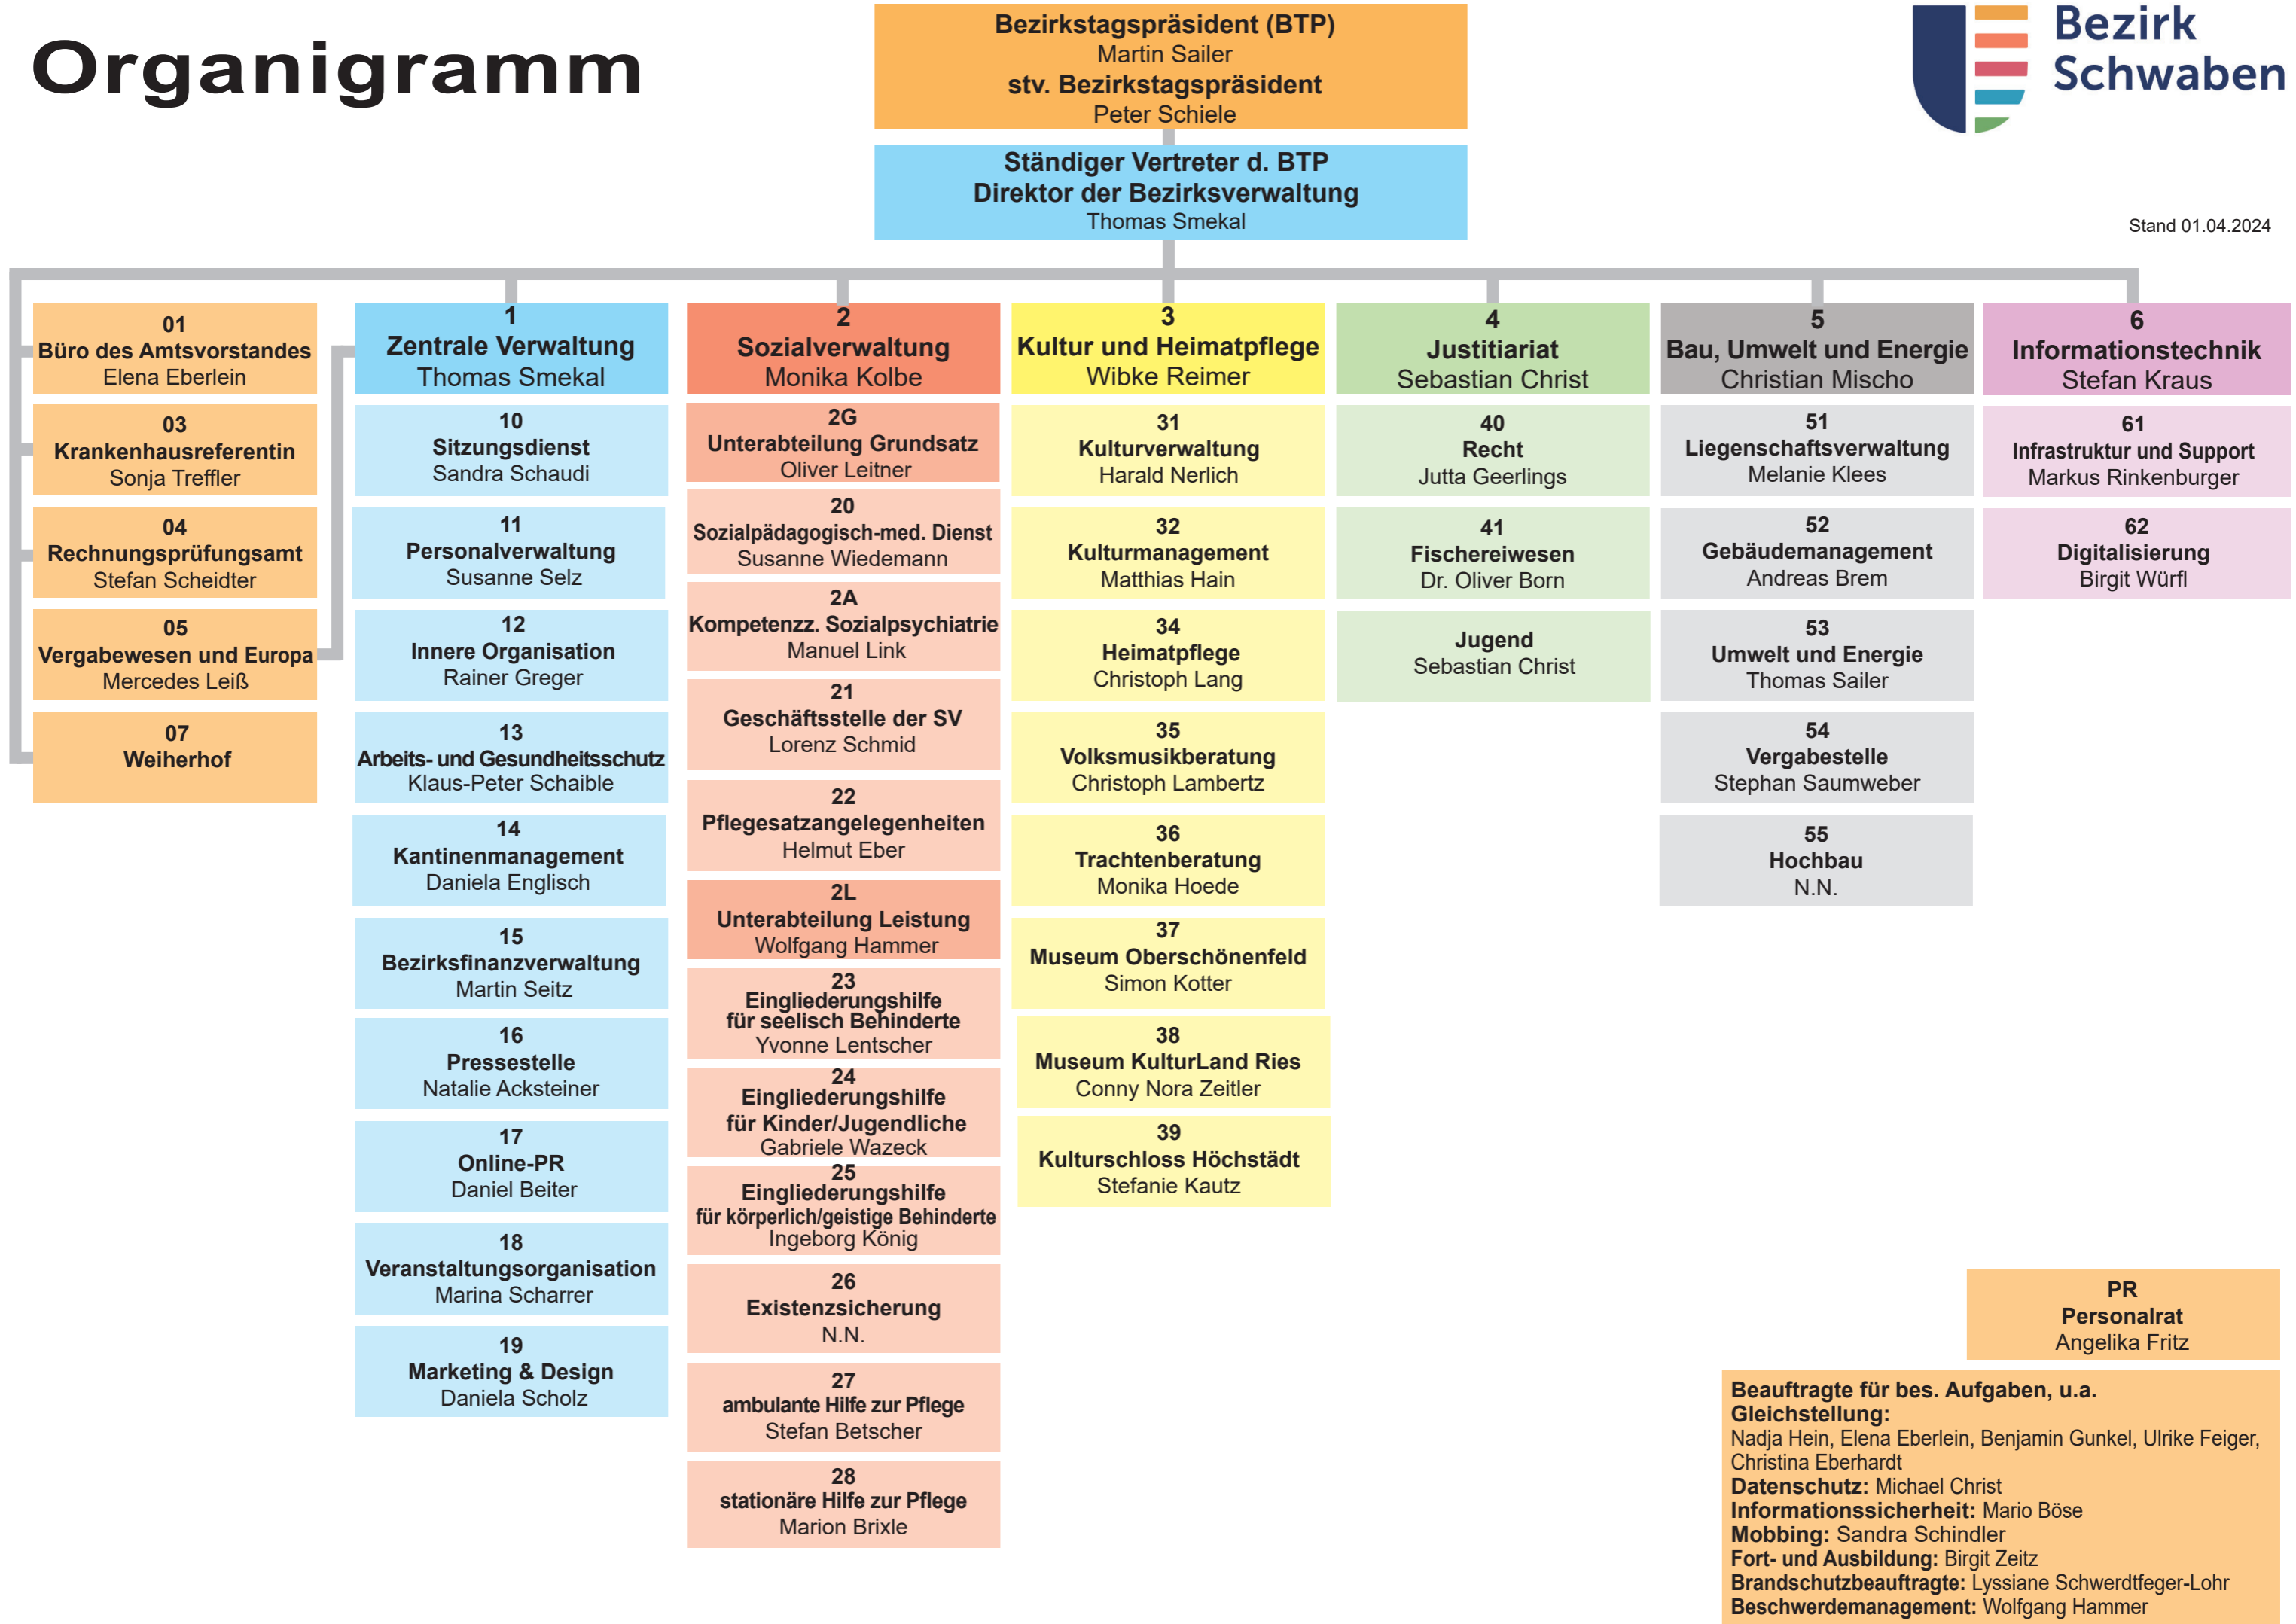 Organigramm
Bezirkstagspräsident (BTP)
Martin Sailer
stv. Bezirkstagspräsident
Peter Schiele
Ständiger Vertreter d. BTP
Direktor der Bezirksverwaltung
Thomas Smekal
Bezirk
Schwaben
Stand 01.04.2024
01
Büro des Amtsvorstandes
Elena Eberlein
03
Krankenhausreferentin
Sonja Treffler
04
Rechnungsprüfungsamt
Stefan Scheidter
05
Vergabewesen und Europa
Mercedes Leiß
07
Weiherhof
1
Zentrale Verwaltung
Thomas Smekal
10
Sitzungsdienst
Sandra Schaudi
11
Personalverwaltung
Susanne Selz
12
Innere Organisation
Rainer Greger
13
Arbeits- und Gesundheitsschutz
Klaus-Peter Schaible
14
Kantinenmanagement
Daniela Englisch
15
Bezirksfinanzverwaltung
Martin Seitz
16
Pressestelle
Natalie Acksteiner
17
Online-PR
Daniel Beiter
18
Veranstaltungsorganisation
Marina Scharrer
19
Marketing & Design
Daniela Scholz
2
Sozialverwaltung
Monika Kolbe
2G
Unterabteilung Grundsatz
Oliver Leitner
20
Sozialpädagogisch-med. Dienst
Susanne Wiedemann
2A
Kompetenzz. Sozialpsychiatrie
Manuel Link
21
Geschäftsstelle der SV
Lorenz Schmid
22
Pflegesatzangelegenheiten
Helmut Eber
2L
Unterabteilung Leistung
Wolfgang Hammer
23
Eingliederungshilfe
für seelisch Behinderte
Yvonne Lentscher
24
Eingliederungshilfe
für Kinder/Jugendliche
Gabriele Wazeck
25
Eingliederungshilfe
für körperlich/geistige Behinderte
Ingeborg König
26
Existenzsicherung
N.N.
27
ambulante Hilfe zur Pflege
Stefan Betscher
28
stationäre Hilfe zur Pflege
Marion Brixle
3
Kultur und Heimatpflege
Wibke Reimer
31
Kulturverwaltung
Harald Nerlich
32
Kulturmanagement
Matthias Hain
34
Heimatpflege
Christoph Lang
35
Volksmusikberatung
Christoph Lambertz
36
Trachtenberatung
Monika Hoede
37
Museum Oberschönenfeld
Simon Kotter
38
Museum KulturLand Ries
Conny Nora Zeitler
39
Kulturschloss Höchstädt
Stefanie Kautz
4
Justitiariat
Sebastian Christ
40
Recht
Jutta Geerlings
41
Fischereiwesen
Dr. Oliver Born
Jugend
Sebastian Christ
5
Bau, Umwelt und Energie
Christian Mischo
51
Liegenschaftsverwaltung
Melanie Klees
52
Gebäudemanagement
Andreas Brem
53
Umwelt und Energie
Thomas Sailer
54
Vergabestelle
Stephan Saumweber
55
Hochbau
N.N.
6
Informationstechnik
Stefan Kraus
61
Infrastruktur und Support
Markus Rinkenburger
62
Digitalisierung
Birgit Würfl
PR
Personalrat
Angelika Fritz
Beauftragte für bes. Aufgaben, u.a.
Gleichstellung:
Nadja Hein, Elena Eberlein, Benjamin Gunkel, Ulrike Feiger,
Christina Eberhardt
Datenschutz: Michael Christ
Informationssicherheit: Mario Böse
Mobbing: Sandra Schindler
Fort- und Ausbildung: Birgit Zeitz
Brandschutzbeauftragte: Lyssiane Schwerdtfeger-Lohr
Beschwerdemanagement: Wolfgang Hammer